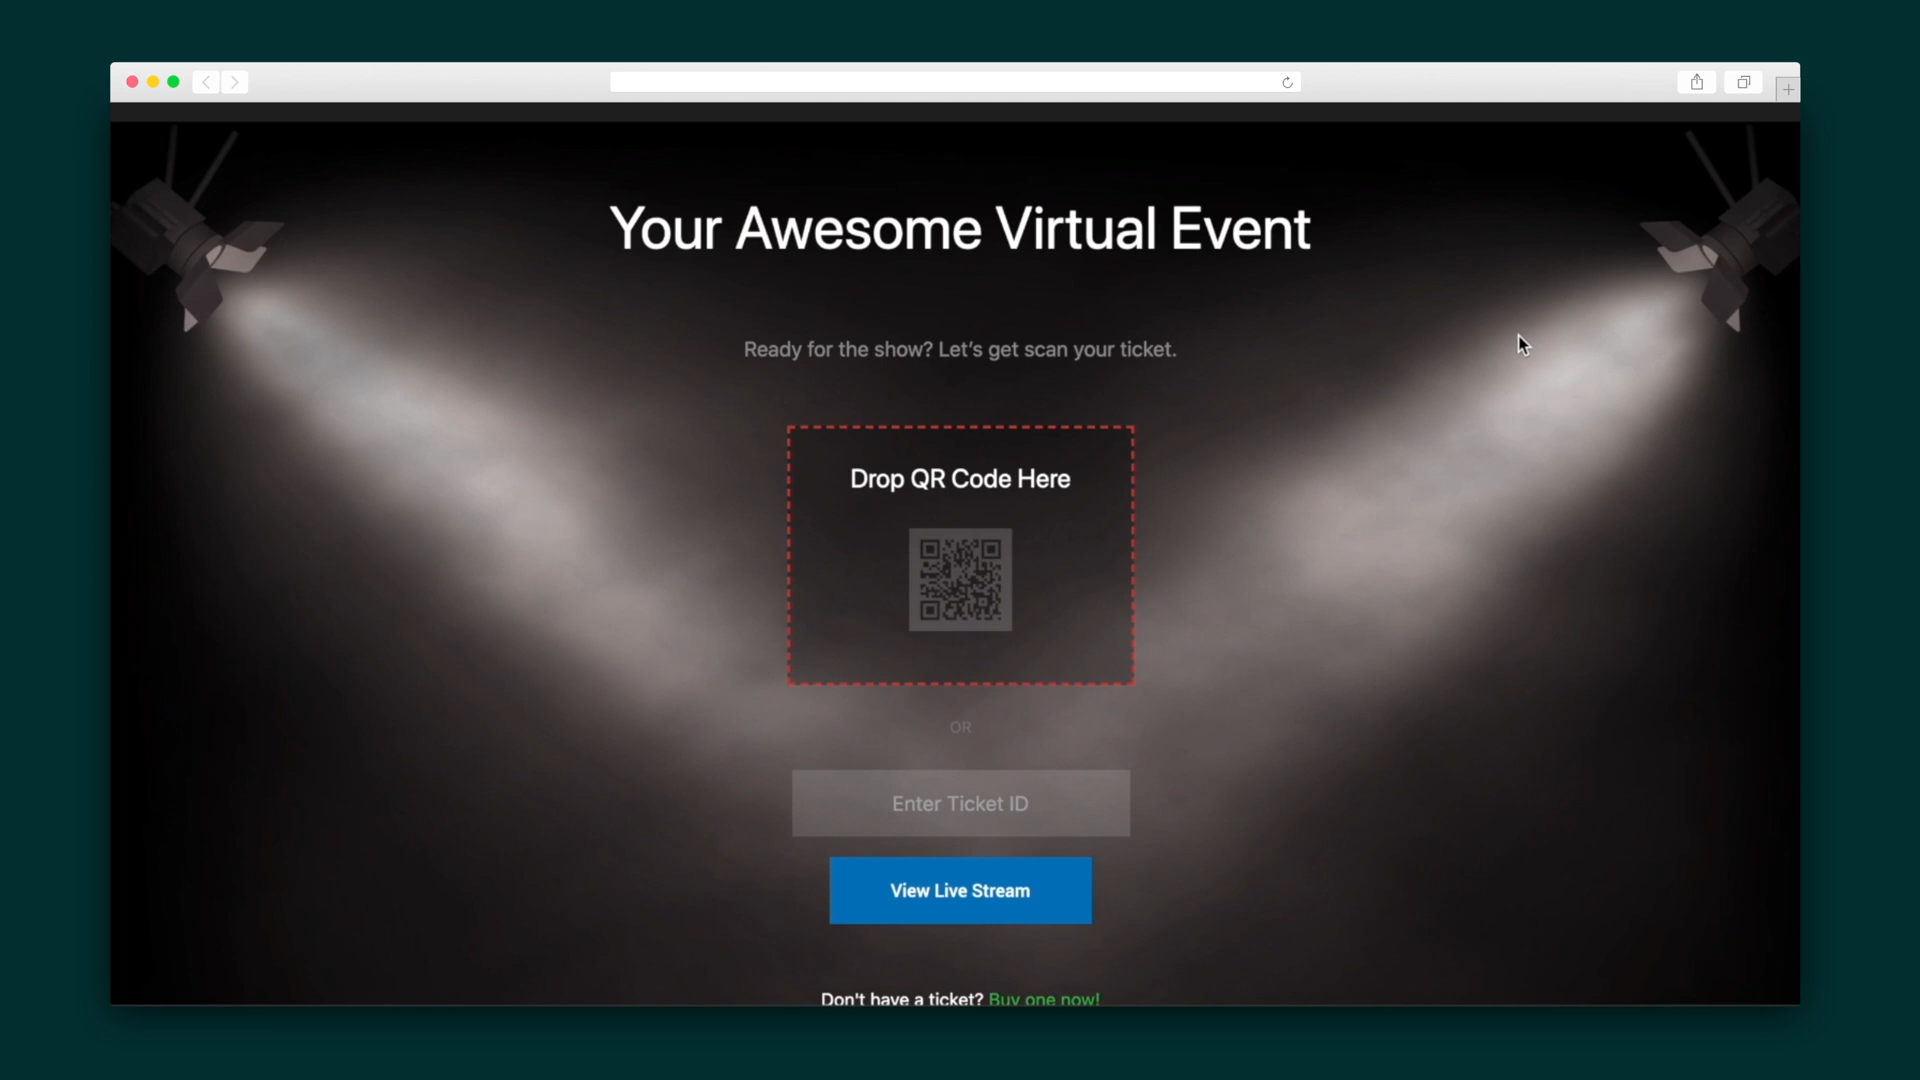 Your Awesome Virtual Event
Ready for the show? Let's get scan your ticket.
Drop QR Code Here
OR
Enter Ticket ID
View Live Stream
Don't have a ticket? Buy one now!